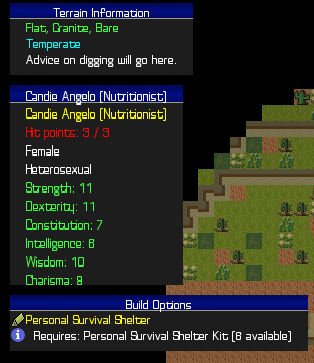 Terrain Information
Flat, Granite, Bare
Temperate
Advice on digging will go here.
Candie Angelo (Nutritionist)
Candie Angelo (Nutritionist)
Hit points: 3 / 3
Female
Heterosexual
Strength: 11
Dexterity: 11
Constitution: 7
Intelligence: 8
Wisdom: 10
Charisma: 9
Build Options
Personal Survival Shelter
Requires: Personal Survival Shelter Kit (6 available)